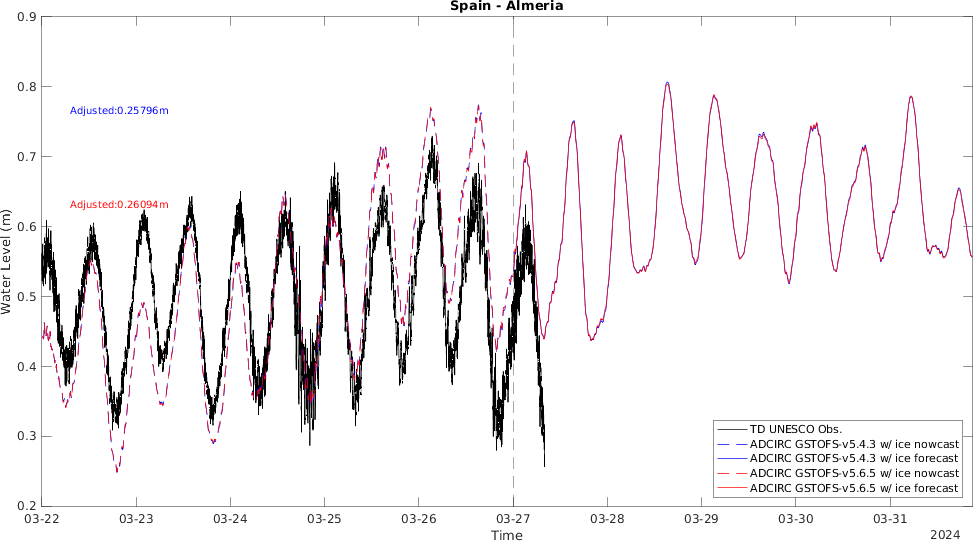 Spain - Almeria
0.9
0.8
0.7
0.6
0.5
0.4
0.3
0.2
Water Level (m)
Adjusted:0.25796m
Adjusted:0.26094m
TD UNESCO Obs.
ADCIRC GSTOFS-v5.4.3 w/ ice nowcast
ADCIRC GSTOFS-v5.4.3 w/ ice forecast
ADCIRC GSTOFS-v5.6.5 w/ ice nowcast
ADCIRC GSTOFS-v5.6.5 w/ ice forecast
03-22 03-23 03-24 03-25 03-26 03-27 03-28 03-29 03-30 03-31
Time
2024